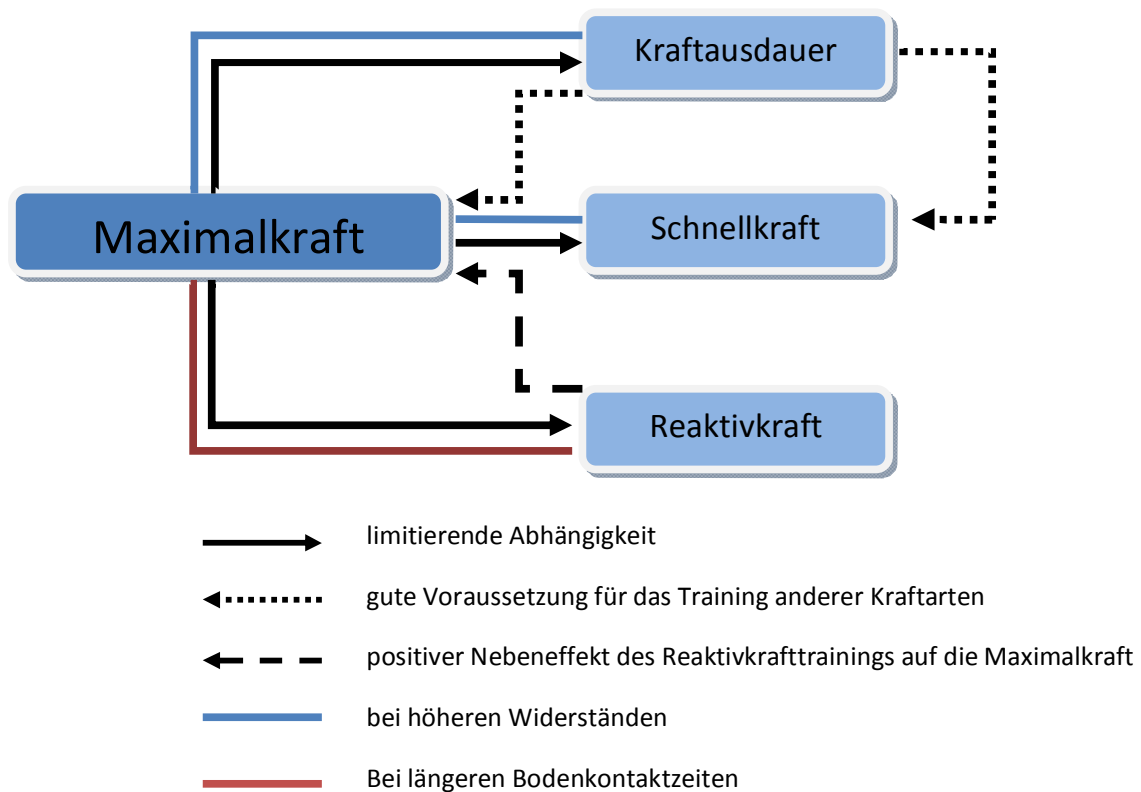 Kraftausdauer
Maximalkraft
Schnellkraft
Reaktivkraft
limitierende Abhängigkeit
gute Voraussetzung für das Training anderer Kraftarten
positiver Nebeneffekt des Reaktivkrafttrainings auf die Maximalkraft
bei höheren Widerständen
Bei längeren Bodenkontaktzeiten